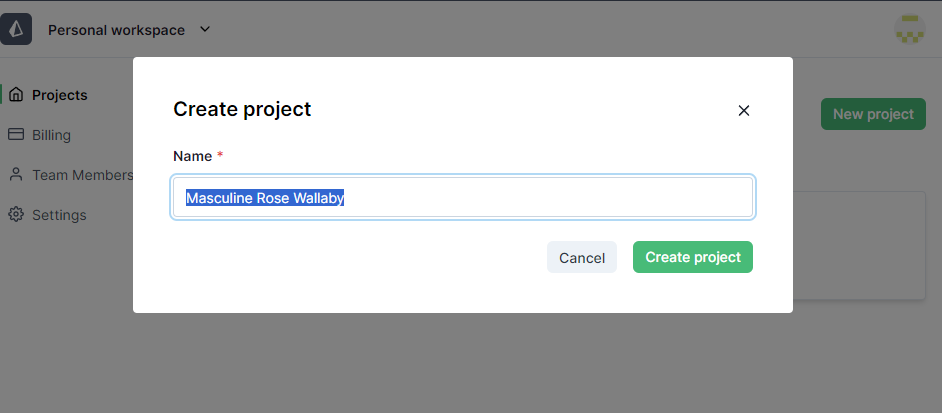 Personal workspace
Projects
Billing
Team Members
Settings
New project
Create project
Name *
Masculine Rose Wallaby
Cancel
Create project